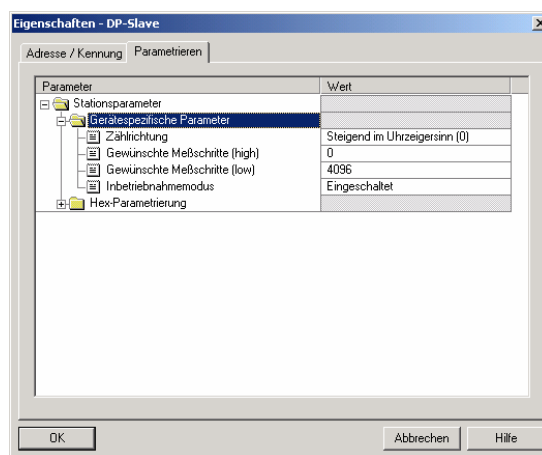 Eigenschaften - DP-Slave
Adresse / Kennung Parametrieren
Parameter Wert
Stationsparameter
Gerätespezifische Parameter
Zählrichtung Steigend im Uhrzeigersinn (0)
Gewünschte Meßschritte (high) 0
Gewünschte Meßschritte (low) 4096
Inbetriebnahmemodus Eingeschaltet
Hex-Parametrierung
OK Abbrechen Hilfe